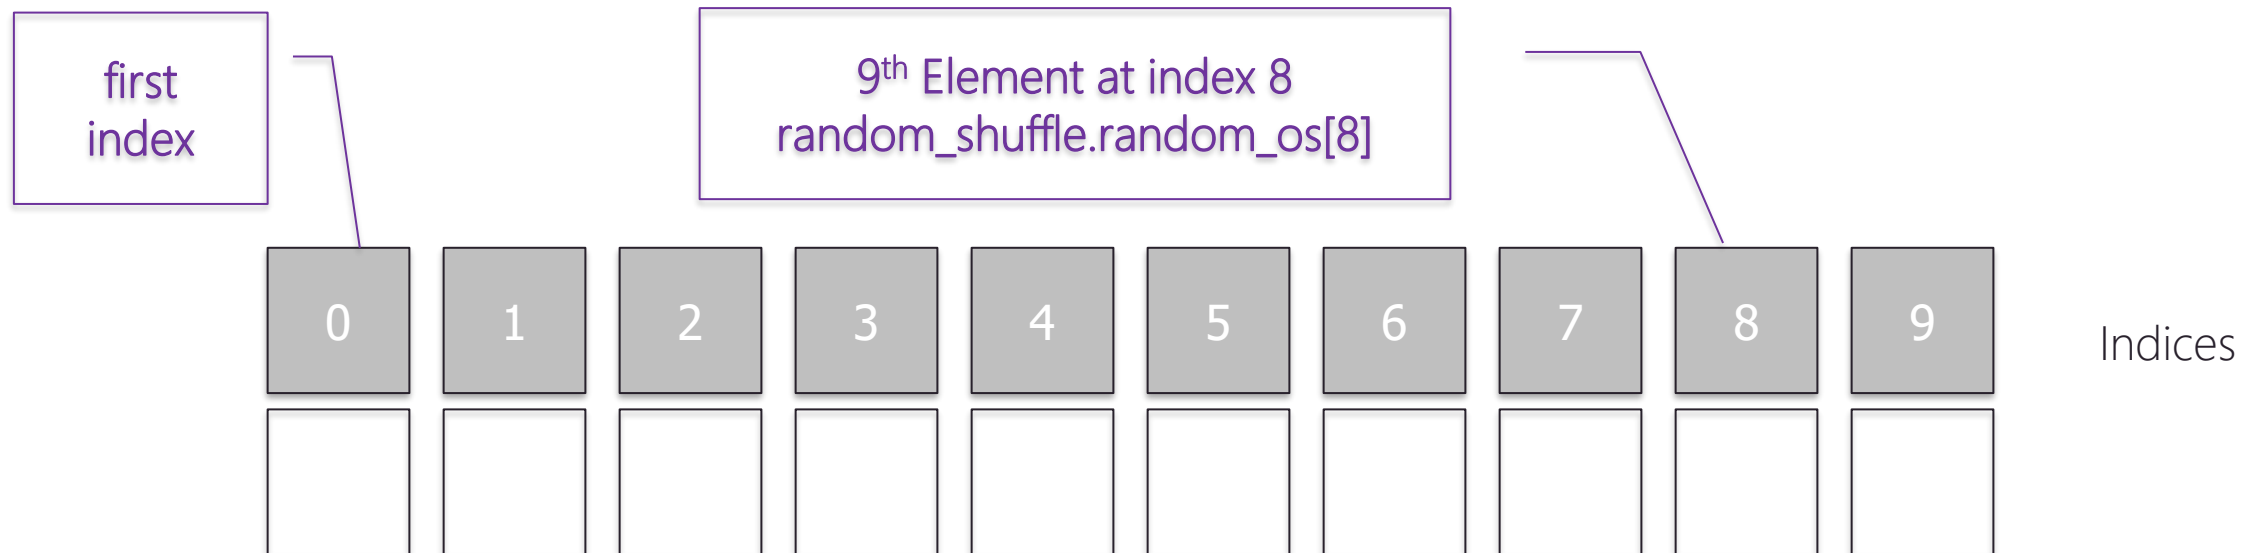 first
index
9th Element at index 8
random_shuffle.random_os[8]
0 1 2 3 4 5 6 7 8 9
Indices